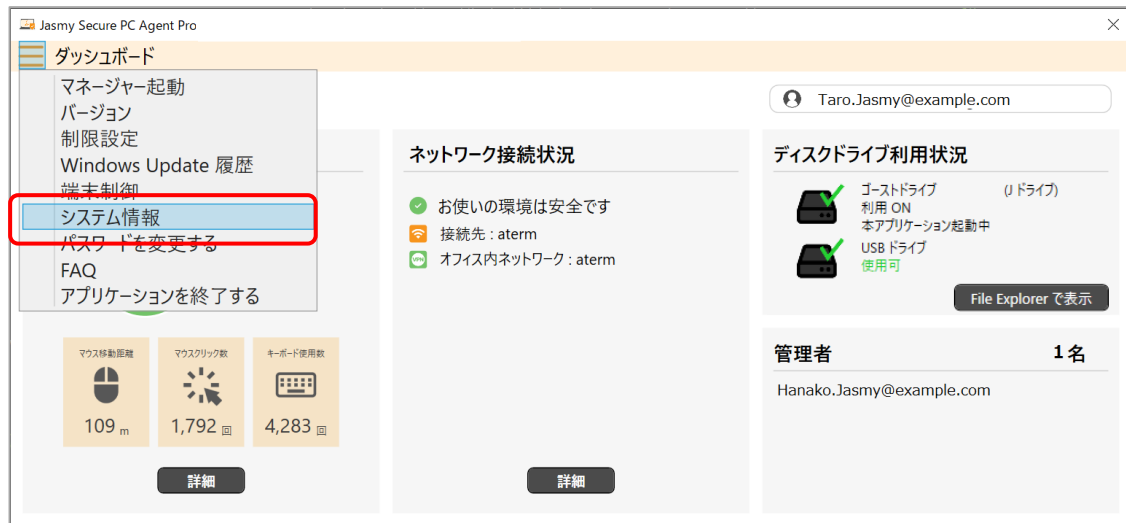 Jasmy Secure PC Agent Pro
ダッシュボード
マネージャー起動
バージョン
制限設定
Windows Update 履歴
端末制御
システム情報
パスワードを変更する
FAQ
アプリケーションを終了する
マウス移動距離
109 m
マウスクリック数
1,792 回
キーボード使用数
4,283 回
詳細
ネットワーク接続状況
お使いの環境は安全です
接続先 : aterm
VPN
オフィス内ネットワーク : aterm
詳細
Taro.Jasmy@example.com
ディスクドライブ利用状況
ゴーストドライブ (J ドライブ)
利用 ON
本アプリケーション起動中
USB ドライブ
使用可
File Explorer で表示
管理者 1 名
Hanako.Jasmy@example.com